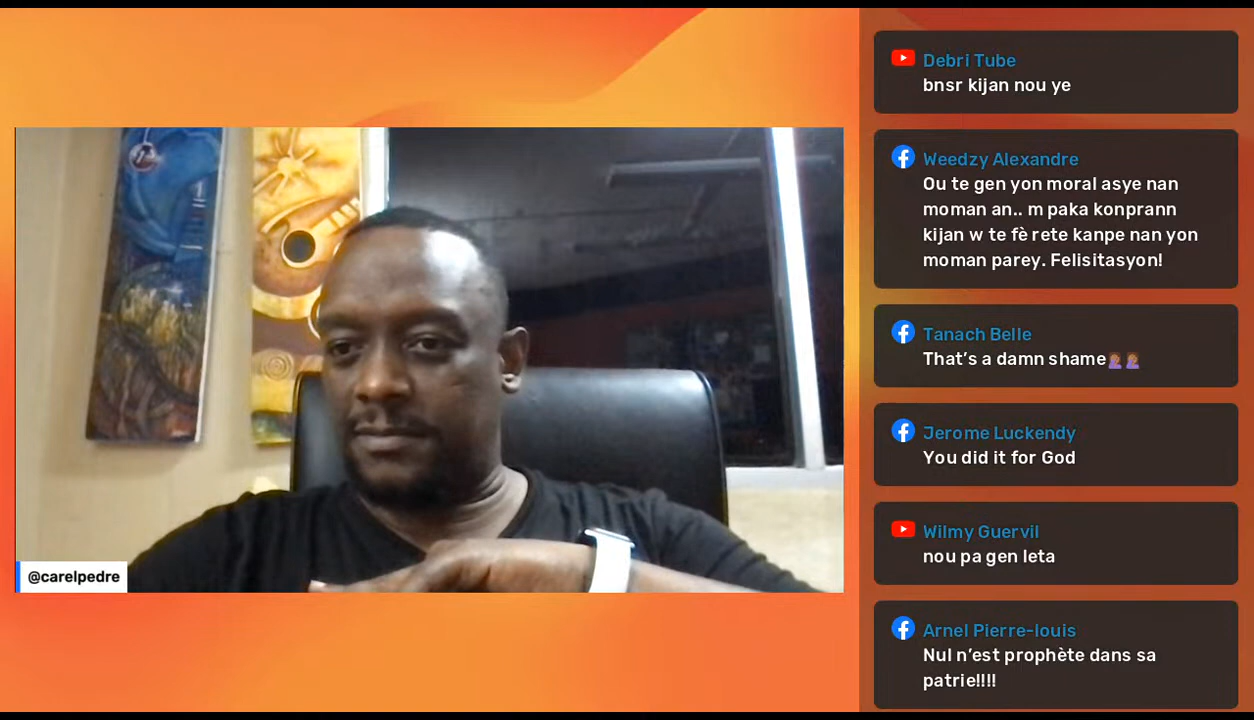 @carelpedre
Debri Tube
bnsr kijan nou ye
Weedzy Alexandre
Ou te gen yon moral asye nan
moman an.. m paka konprann
kijan w te fè rete kanpe nan yon
moman parey. Felisitasyon!
Tanach Belle
That’s a damn shame🤦🏾‍♀️🤦🏾‍♀️
Jerome Luckendy
You did it for God
Wilmy Guervil
nou pa gen leta
Arnel Pierre-louis
Nul n’est prophète dans sa
patrie!!!!